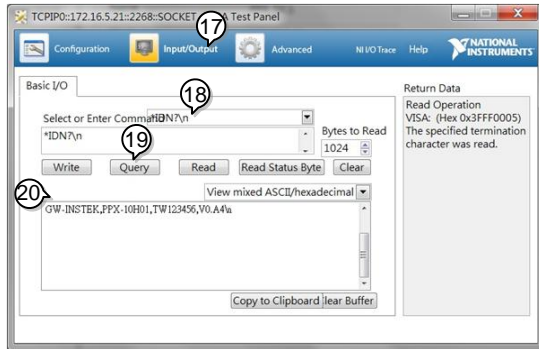 TCPIP0::172.16.5.21::2268::SOCKET A Test Panel
17
Configuration Input/Output Advanced NI I/O Trace Help NATIONAL INSTRUMENTS
Basic I/O
Return Data
18
Select or Enter Command *IDN?\n
*IDN?\n
Bytes to Read
1024
19
Write Query Read Read Status Byte Clear
20
View mixed ASCII/hexadecimal
GW-INSTEK,PPX-10H01,TW123456,V0.A4\n
Copy to Clipboard lear Buffer
Read Operation
VISA: (Hex 0x3FFF0005)
The specified termination
character was read.